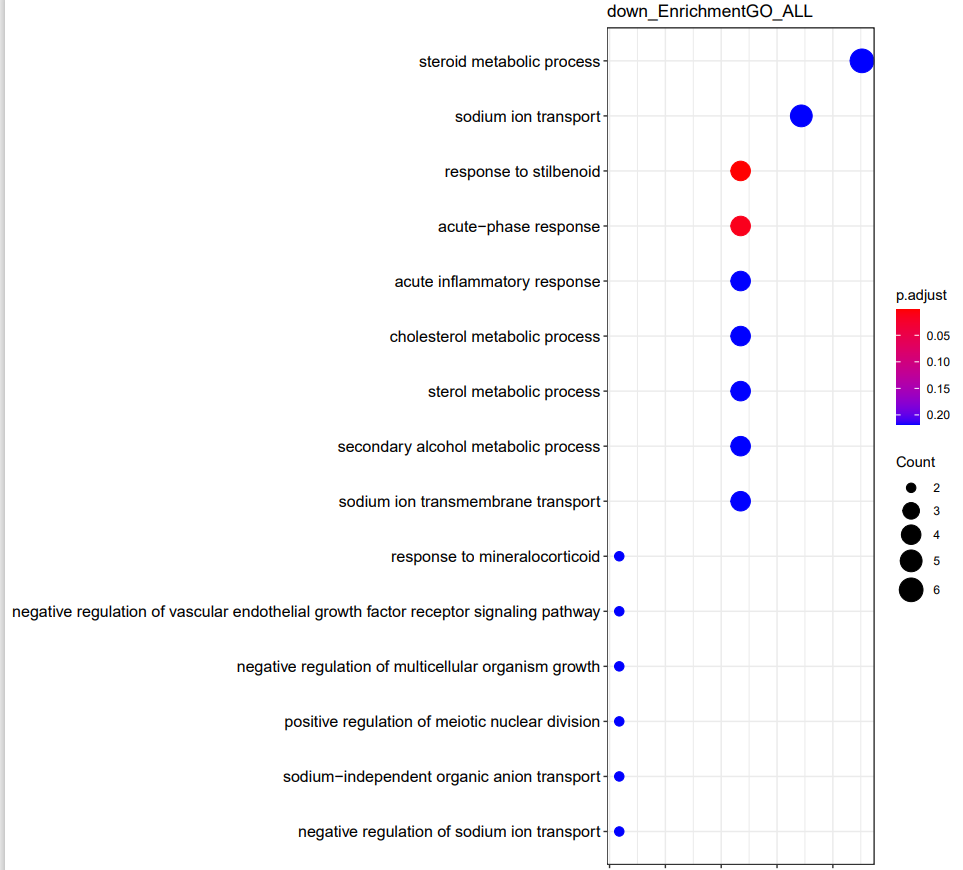 down_EnrichmentGO_ALL
steroid metabolic process
sodium ion transport
response to stilbenoid
acute−phase response
acute inflammatory response
cholesterol metabolic process
sterol metabolic process
secondary alcohol metabolic process
sodium ion transmembrane transport
response to mineralocorticoid
negative regulation of vascular endothelial growth factor receptor signaling pathway
negative regulation of multicellular organism growth
positive regulation of meiotic nuclear division
sodium−independent organic anion transport
negative regulation of sodium ion transport
p.adjust
0.05
0.10
0.15
0.20
Count
2
3
4
5
6